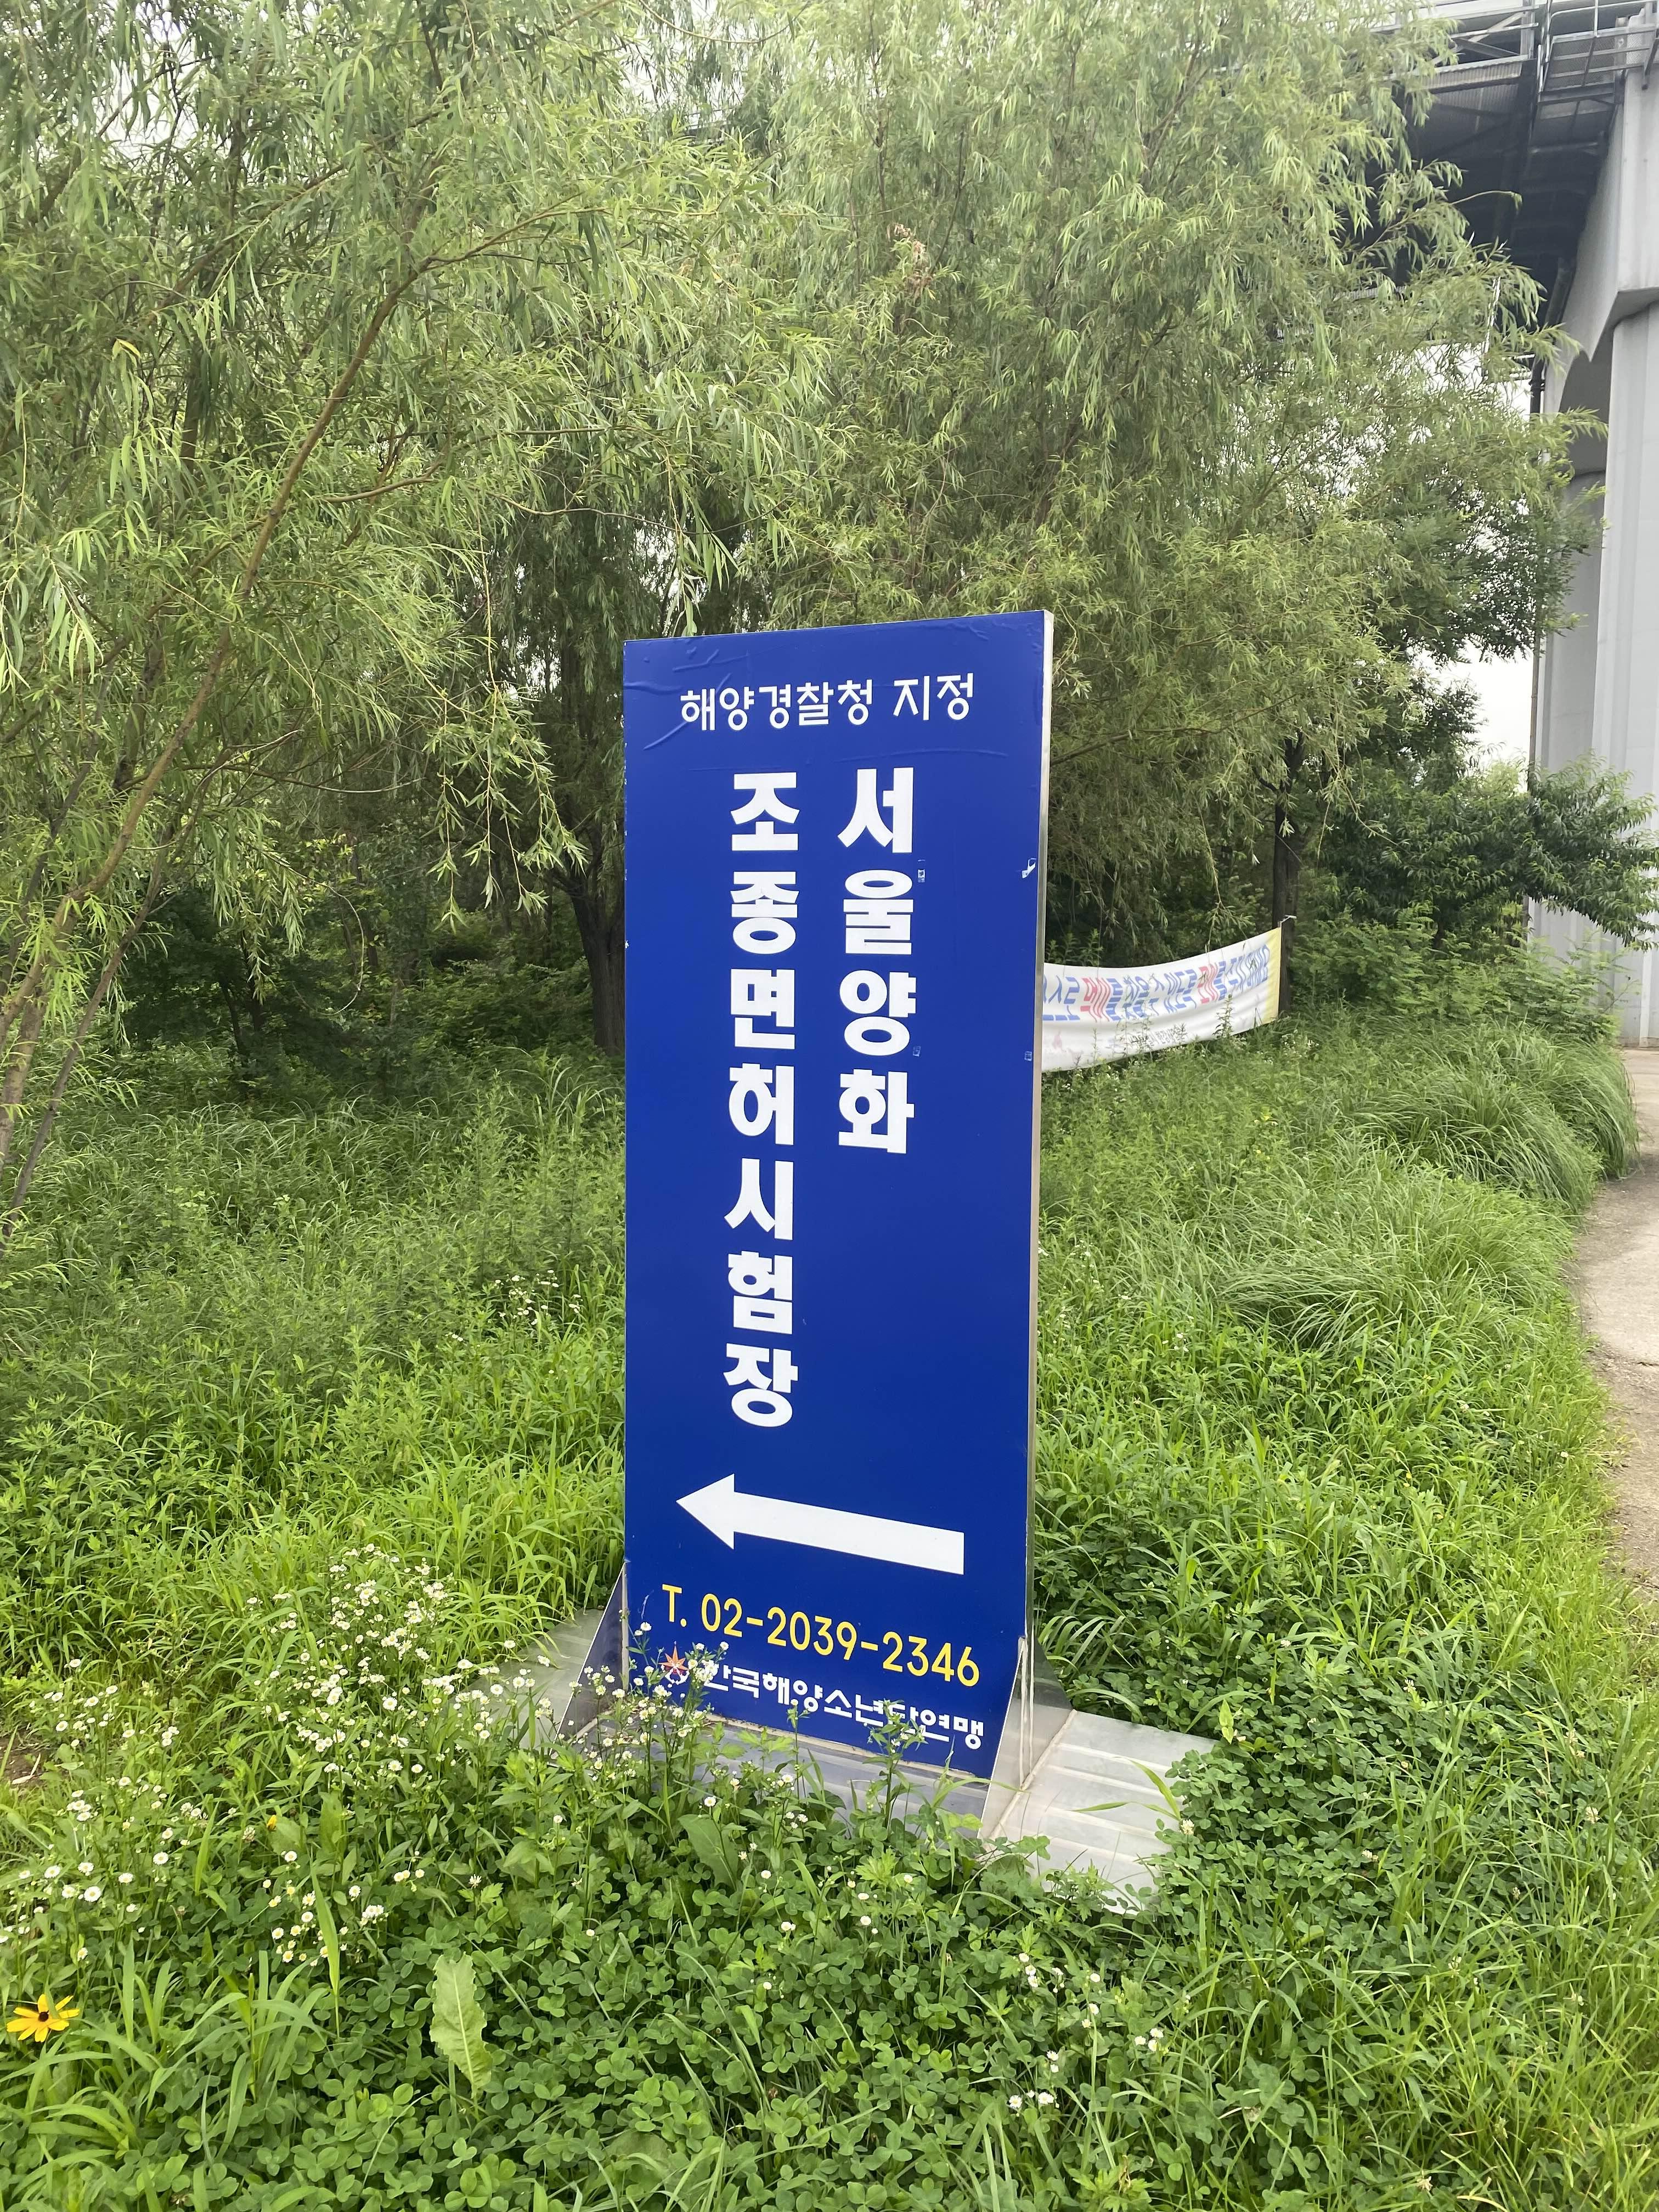 해양경찰청 지정
서울양화
조종면허시험장
T. 02-2039-2346
한국해양소년단연맹